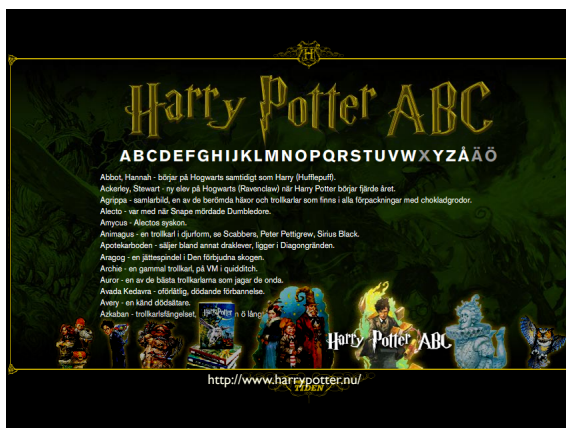 H
Harry Potter ABC
ABCDEFGHIJKLMNOPQRSTUVWXYZÅÄÖ
Abbot, Hannah - börjar på Hogwarts samtidigt som Harry (Hufflepuff).
Ackerley, Stewart - ny elev på Hogwarts (Ravenclaw) när Harry Potter börjar fjärde året.
Agrippa - samlarbild, en av de berömda häxor och trollkarlar som finns i alla förpackningar med chokladgrodor.
Alecto - var med när Snape mördade Dumbledore.
Amycus - Alectos syskon.
Animagus - en trollkarl i djurform, se Scabbers, Peter Pettigrew, Sirius Black.
Apotekarboden - säljer bland annat draklever, ligger i Diagongränden.
Aragog - en jättespindel i Den förbjudna skogen.
Archie - en gammal trollkarl, på VM i quidditch.
Auror - en av de bästa trollkarlarna som jagar de onda.
Avada Kedavra - oförlåtlig, dödande förbannelse.
Avery - en känd dödsätare.
Azkaban - trollkarlsfängelset, n ö långt
Harry Potter
Harry Potter ABC
http://www.harrypotter.nu/
TIDEN